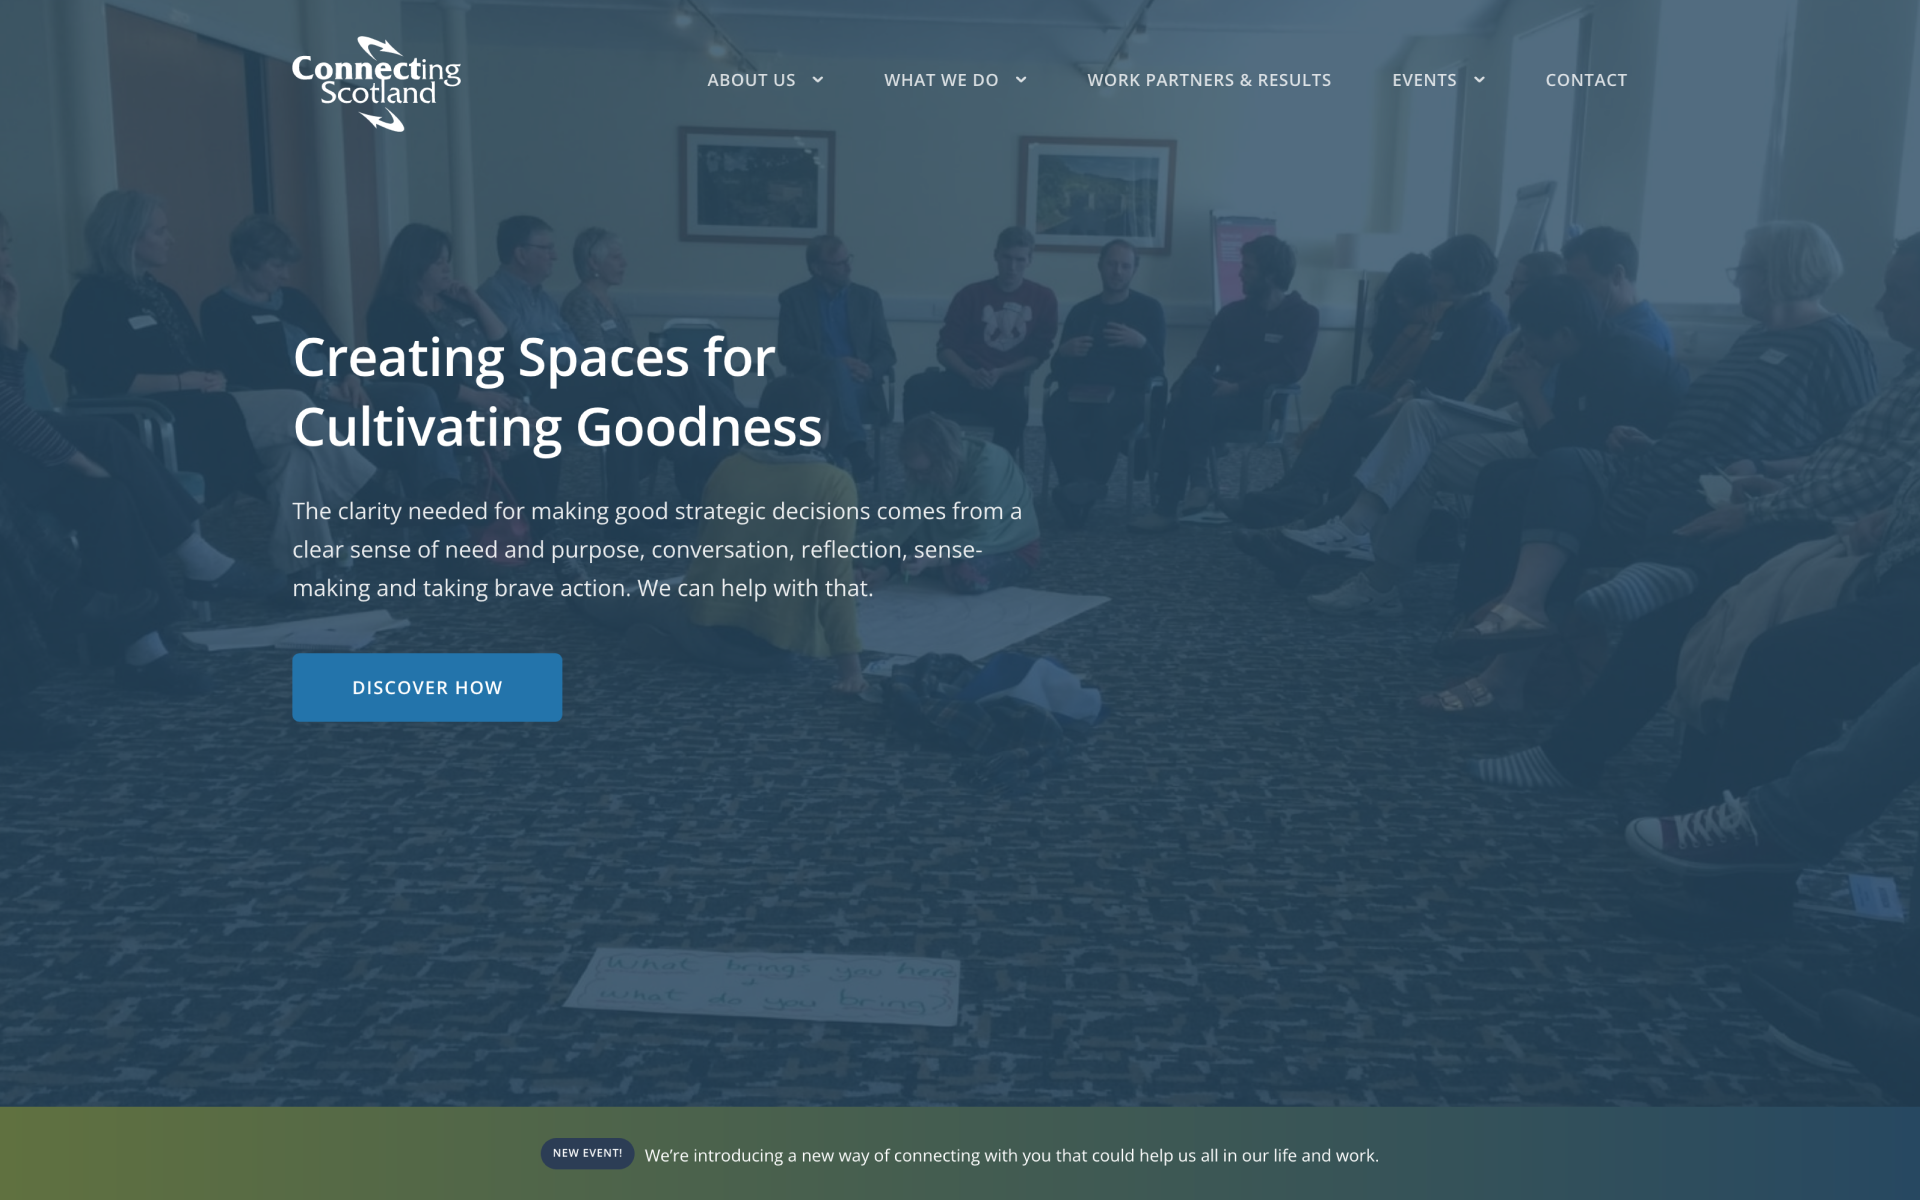 Connecting
Scotland
ABOUT US
WHAT WE DO
WORK PARTNERS & RESULTS
EVENTS
CONTACT
Creating Spaces for
Cultivating Goodness
The clarity needed for making good strategic decisions comes from a
clear sense of need and purpose, conversation, reflection, sense-
making and taking brave action. We can help with that.
DISCOVER HOW
What brings you here
what do you bring?
NEW EVENT!
We’re introducing a new way of connecting with you that could help us all in our life and work.